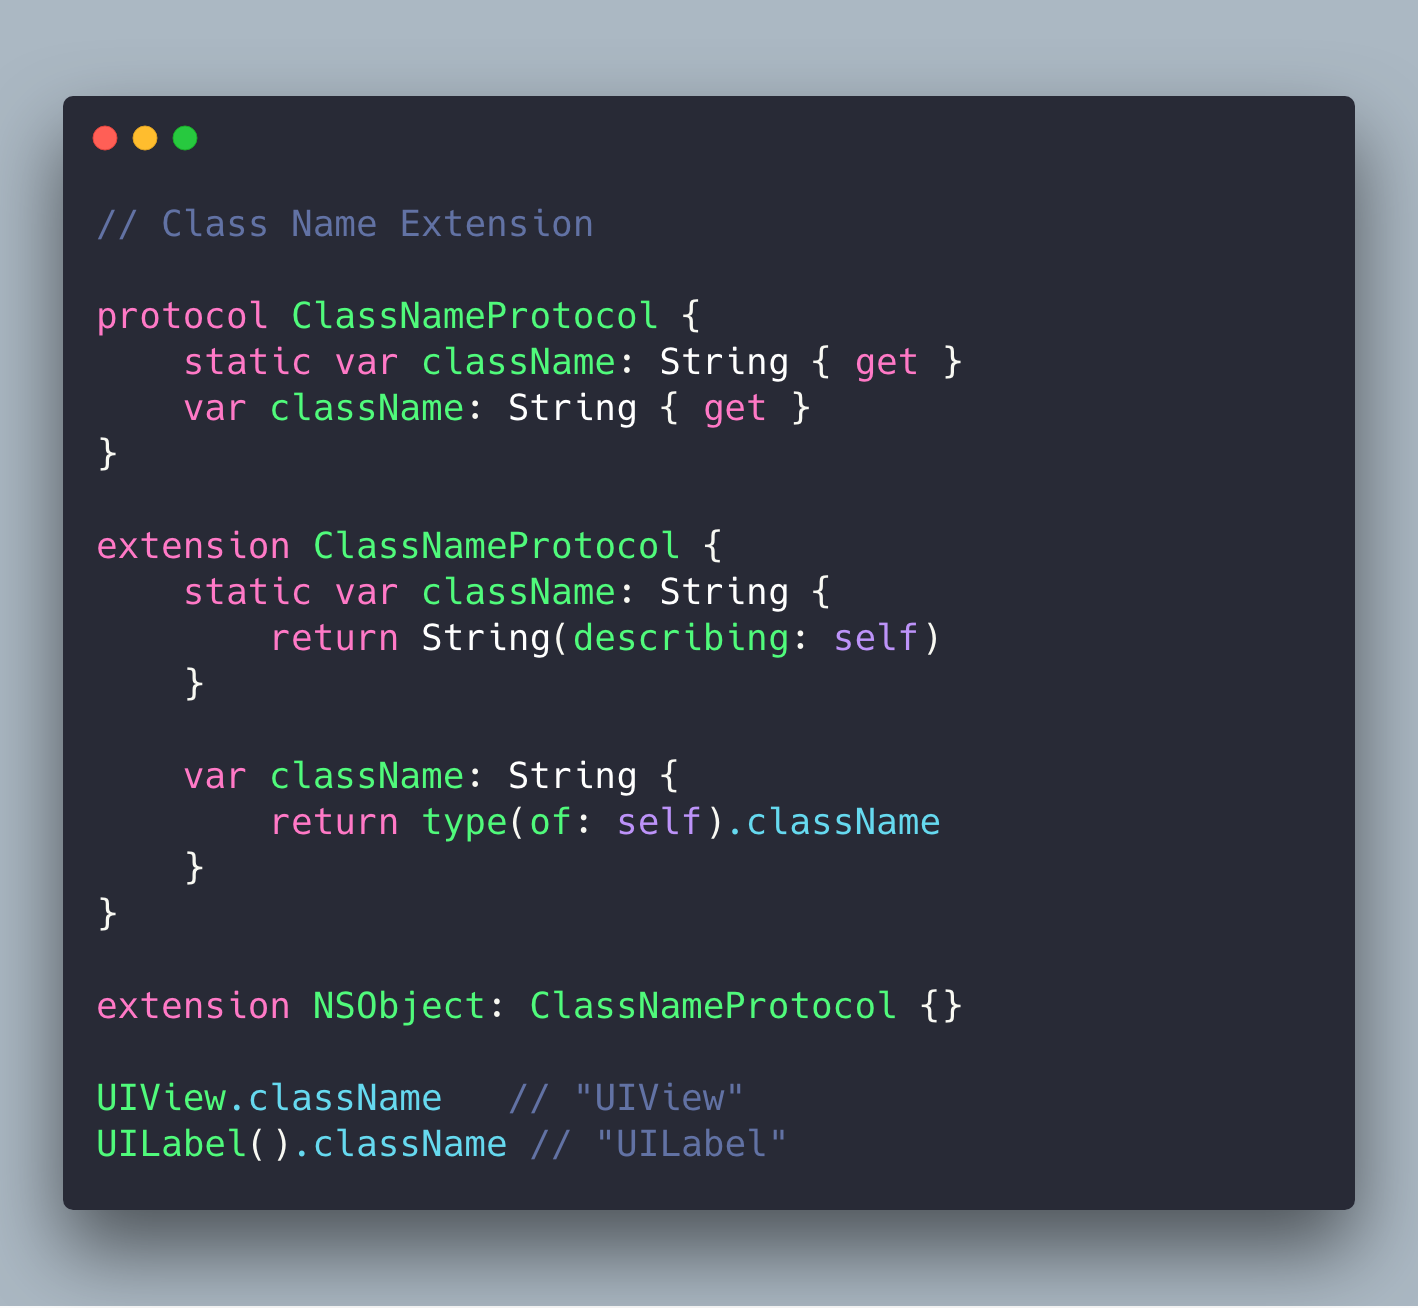 // Class Name Extension

protocol ClassNameProtocol {
    static var className: String { get }
    var className: String { get }
}

extension ClassNameProtocol {
    static var className: String {
        return String(describing: self)
    }

    var className: String {
        return type(of: self).className
    }
}

extension NSObject: ClassNameProtocol {}

UIView.className   // "UIView"
UILabel().className // "UILabel"